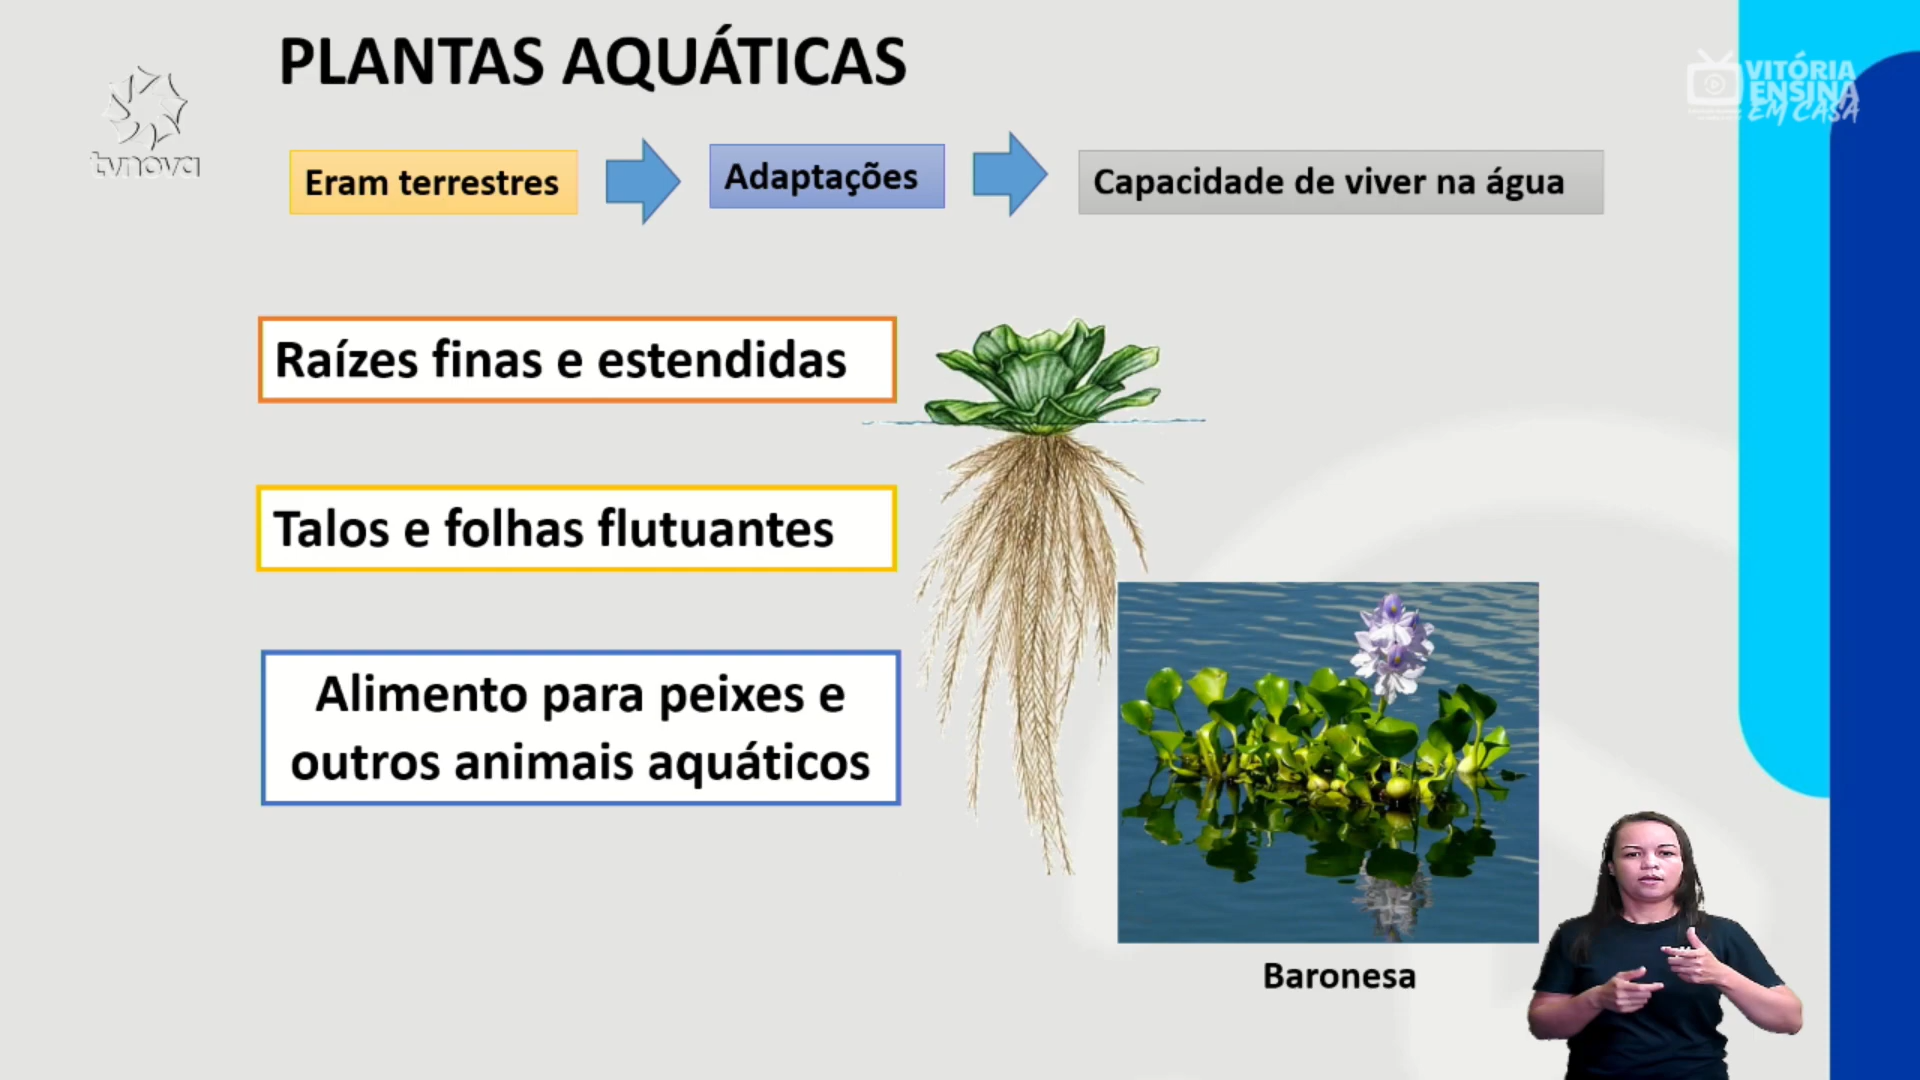 PLANTAS AQUÁTICAS
VITÓRIA
ENSINA
EM CASA
tvnova
Eram terrestres
Adaptações
Capacidade de viver na água
Raízes finas e estendidas
Talos e folhas flutuantes
Alimento para peixes e
outros animais aquáticos
Baronesa